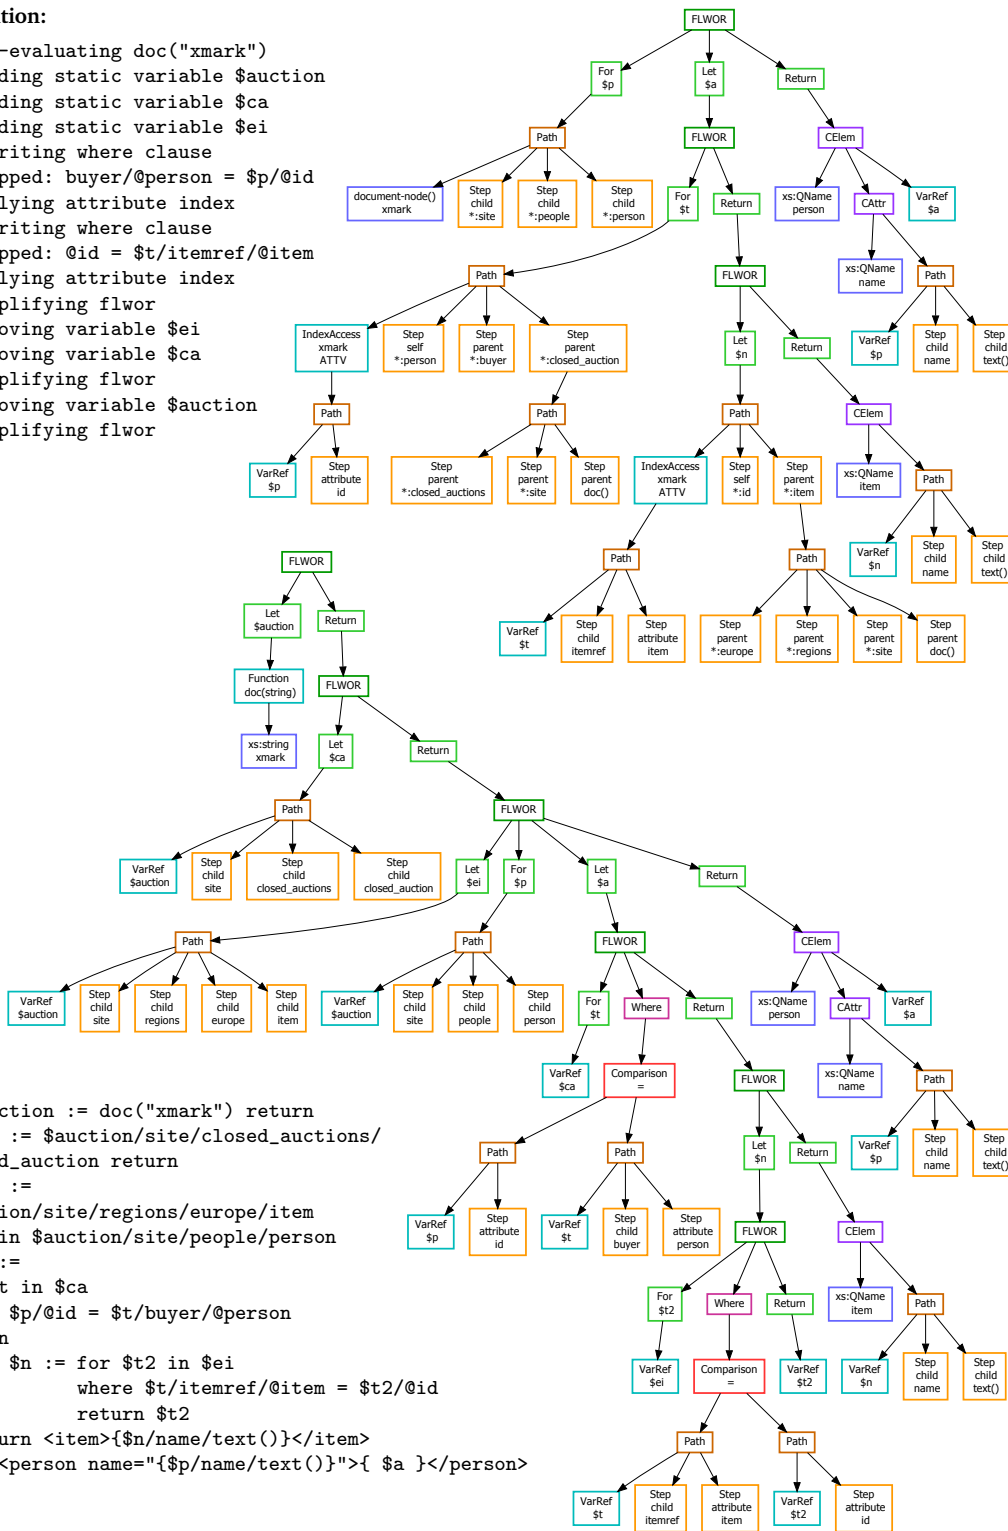 tion:
-evaluating doc("xmark")
ding static variable $auction
ding static variable $ca
ding static variable $ei
riting where clause
pped: buyer/@person = $p/@id
lying attribute index
riting where clause
pped: @id = $t/itemref/@item
lying attribute index
plifying flwor
oving variable $ei
oving variable $ca
plifying flwor
oving variable $auction
plifying flwor
FLWOR
For
$p
Let
$a
Return
Path
FLWOR
CElem
document-node()
xmark
Step
child
*:site
Step
child
*:people
Step
child
*:person
For
$t
Return
xs:QName
person
CAttr
VarRef
$a
Path
FLWOR
xs:QName
name
Path
IndexAccess
xmark
ATTV
Step
self
*:person
Step
parent
*:buyer
Step
parent
*:closed_auction
Let
$n
Return
VarRef
$p
Step
child
name
Step
child
text()
Path
Path
Path
CElem
VarRef
$p
Step
attribute
id
Step
parent
*:closed_auctions
Step
parent
*:site
Step
parent
doc()
IndexAccess
xmark
ATTV
Step
self
*:id
Step
parent
*:item
xs:QName
item
Path
Path
Path
VarRef
$n
Step
child
name
Step
child
text()
VarRef
$t
Step
child
itemref
Step
attribute
item
Step
parent
*:europe
Step
parent
*:regions
Step
parent
*:site
Step
parent
doc()
FLWOR
Let
$auction
Return
Function
doc(string)
FLWOR
xs:string
xmark
Let
$ca
Return
Path
FLWOR
VarRef
$auction
Step
child
site
Step
child
closed_auctions
Step
child
closed_auction
Let
$ei
For
$p
Let
$a
Return
Path
Path
FLWOR
CElem
VarRef
$auction
Step
child
site
Step
child
regions
Step
child
europe
Step
child
item
VarRef
$auction
Step
child
site
Step
child
people
Step
child
person
For
$t
Where
Return
xs:QName
person
CAttr
VarRef
$a
VarRef
$ca
Comparison
=
FLWOR
xs:QName
name
Path
Path
Path
Let
$n
Return
VarRef
$p
Step
child
name
Step
child
text()
VarRef
$p
Step
attribute
id
VarRef
$t
Step
child
buyer
Step
attribute
person
FLWOR
CElem
For
$t2
Where
Return
xs:QName
item
Path
VarRef
$ei
Comparison
=
VarRef
$t2
VarRef
$n
Step
child
name
Step
child
text()
Path
Path
VarRef
$t
Step
child
itemref
Step
attribute
item
VarRef
$t2
Step
attribute
id
ction := doc("xmark") return
:= $auction/site/closed_auctions/
d_auction return
:=
ion/site/regions/europe/item
in $auction/site/people/person
:=
t in $ca
$p/@id = $t/buyer/@person
n
$n := for $t2 in $ei
where $t/itemref/@item = $t2/@id
return $t2
urn <item>{$n/name/text()}</item>
<person name="{$p/name/text()}">{ $a }</person>